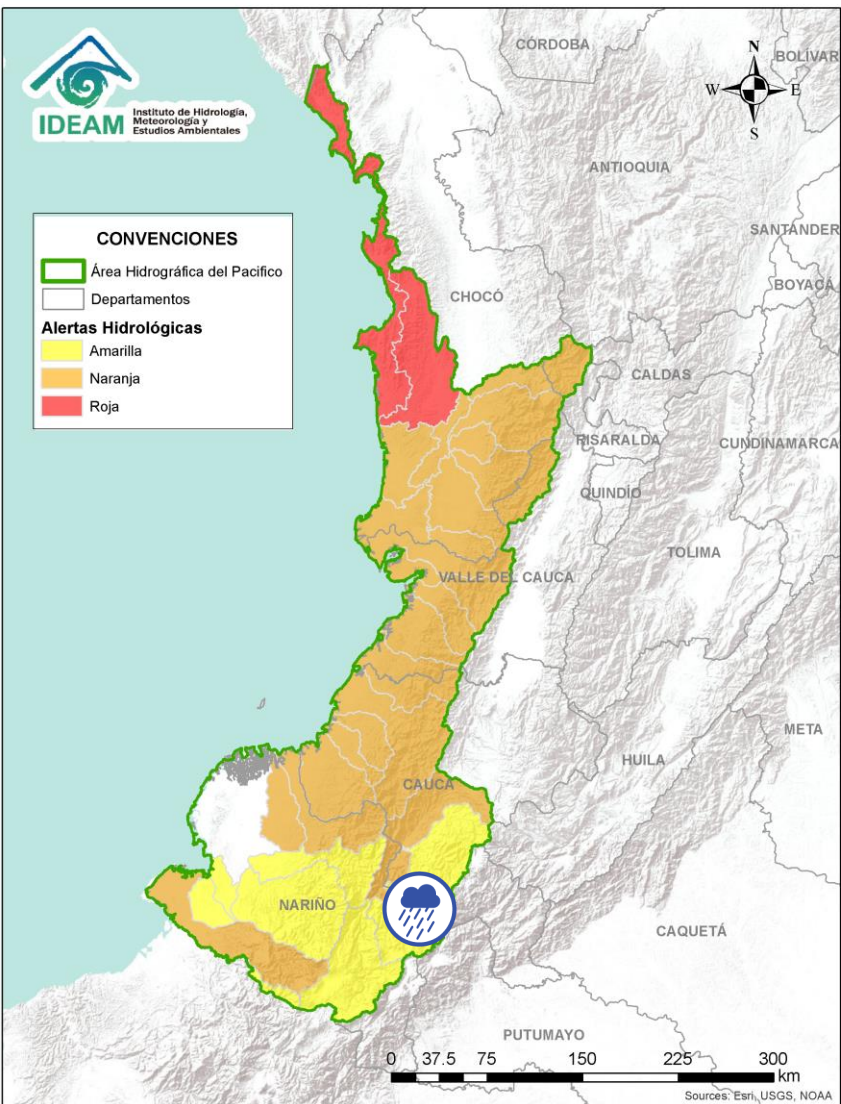 IDEAM
Instituto de Hidrología,
Meteorología y
Estudios Ambientales
CÓRDOBA
BOLÍVAR
N
W
E
S
ANTIOQUIA
SANTANDER
BOYACÁ
CONVENCIONES
Área Hidrográfica del Pacifico
Departamentos
Alertas Hidrológicas
Amarilla
Naranja
Roja
CHOCÓ
CALDAS
RISARALDA
CUNDINAMARCA
QUINDÍO
TOLIMA
VALLE DEL CAUCA
META
HUILA
CAUCA
NARIÑO
CAQUETÁ
PUTUMAYO
0 37.5 75 150 225 300
km
Sources: Esri, USGS, NOAA